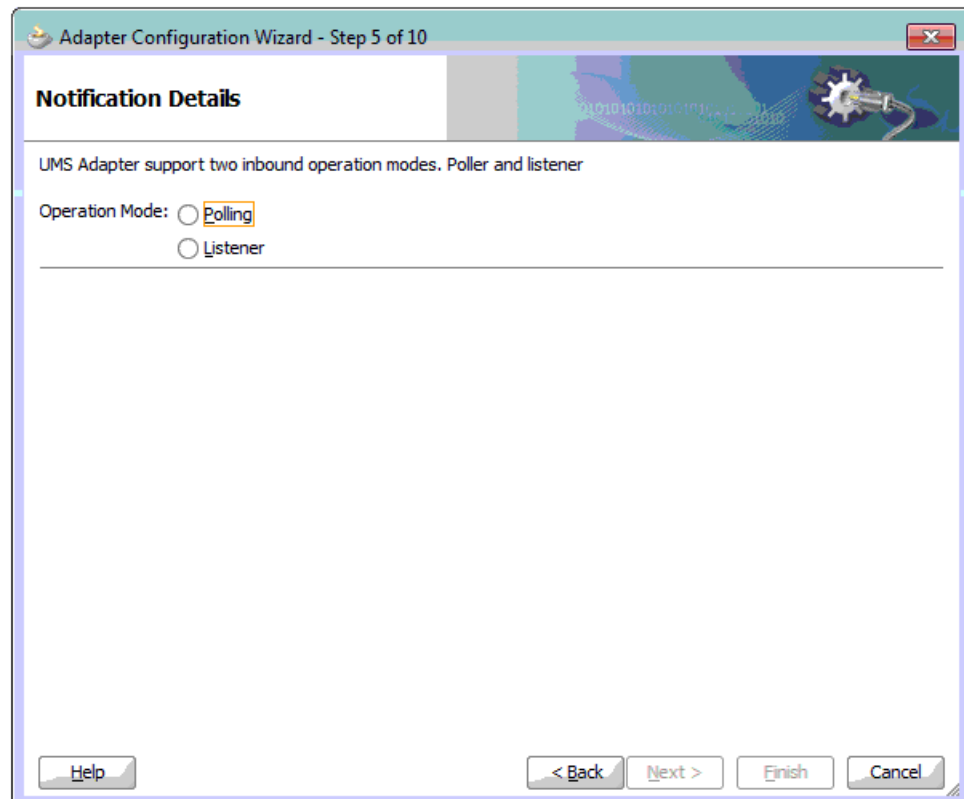 Adapter Configuration Wizard - Step 5 of 10
Notification Details
UMS Adapter support two inbound operation modes. Poller and listener
Operation Mode: Polling
Listener
Help < Back Next > Finish Cancel